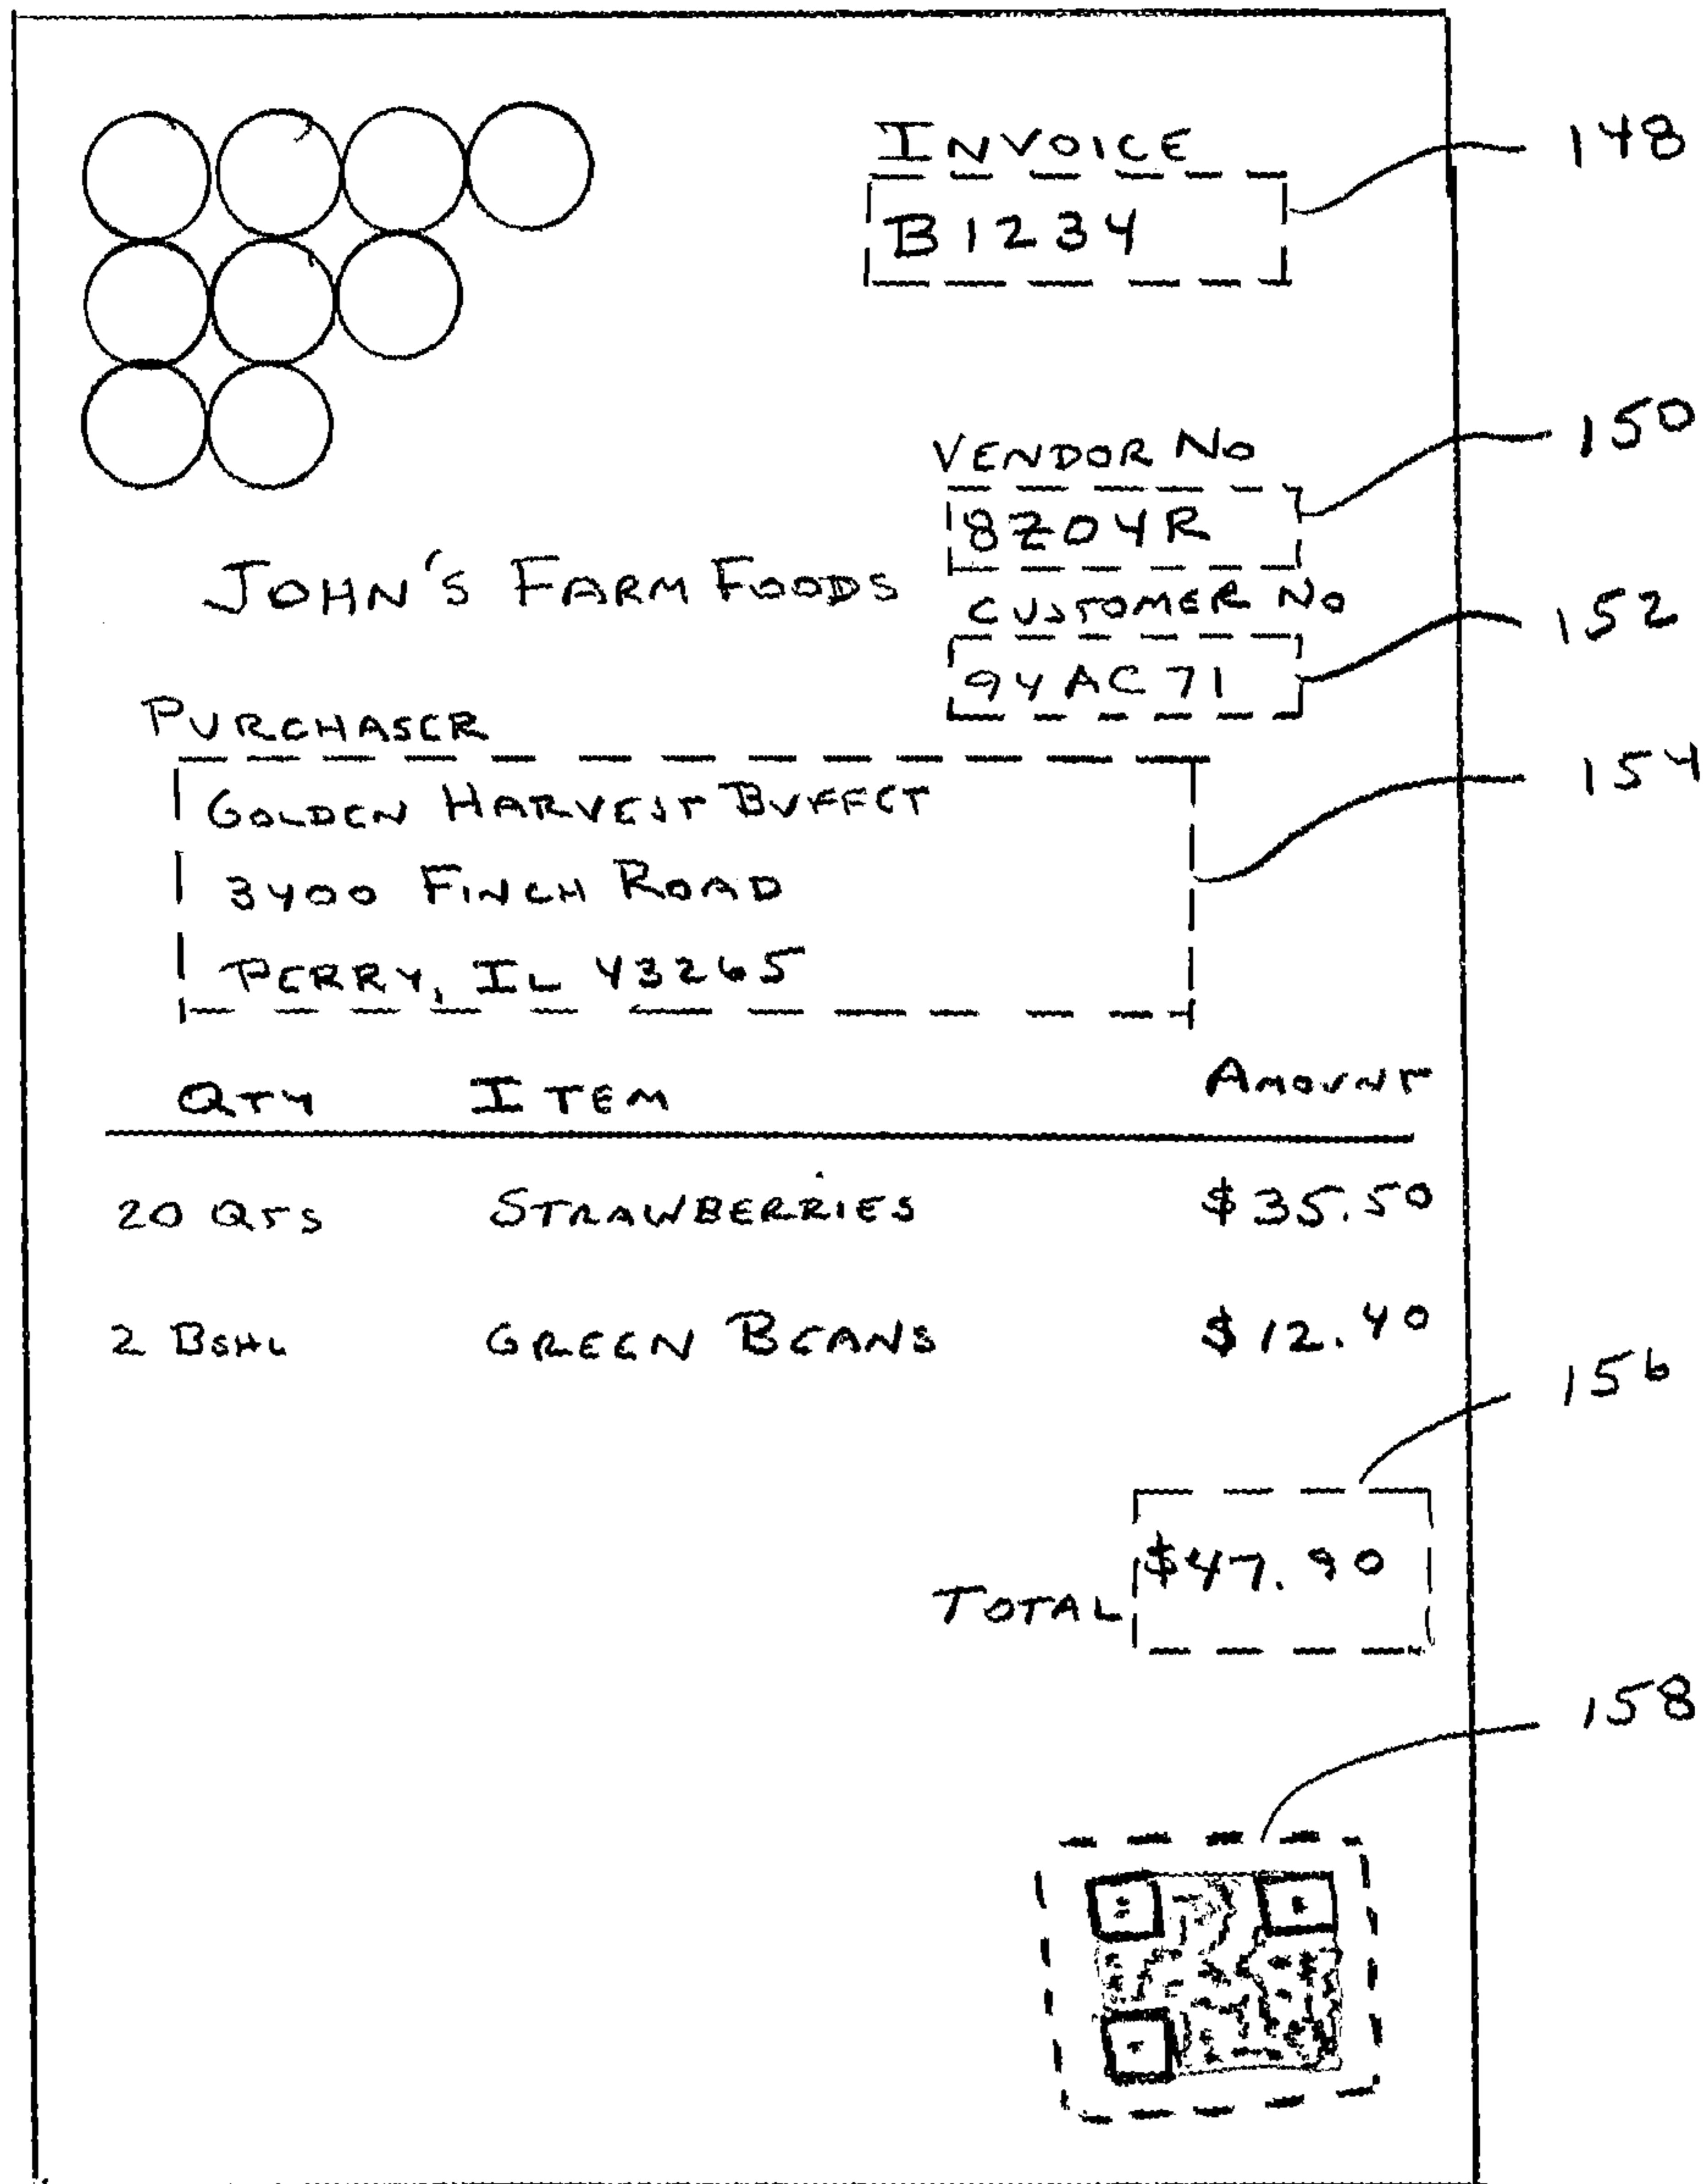 INVOICE
148
B1234
150
VENDOR NO
8Z04R
JOHN'S FARM FOODS
CUSTOMER NO
152
94AC71
PURCHASER
154
GOLDEN HARVEST BUFFET
3400 FINCH ROAD
PERRY, IL 43265
QTY ITEM AMOUNT
20 QTS STRAWBERRIES $35.50
2 BSHL GREEN BEANS $12.40
156
TOTAL $47.90
158